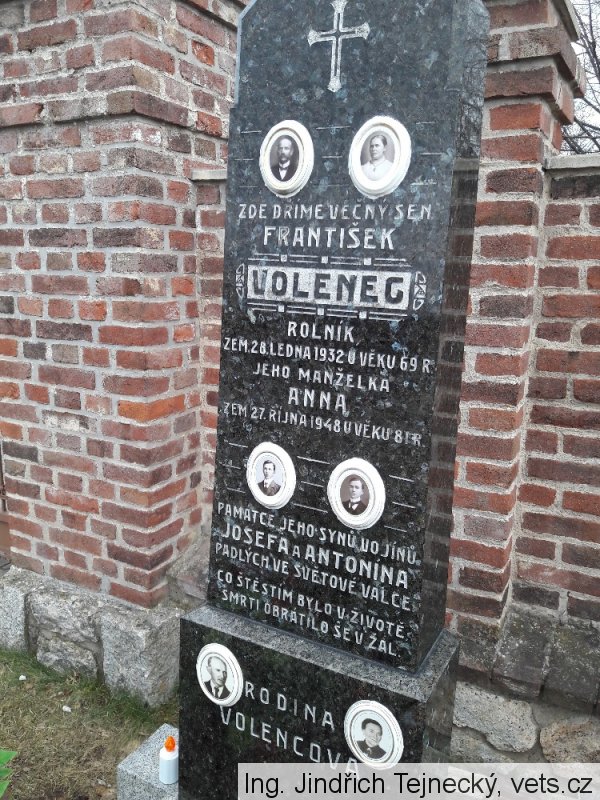 ZDE DŘÍME VĚČNÝ SEN
FRANTIŠEK
VOLENEC
ROLNÍK
ZEM. 28. LEDNA 1932 U VĚKU 69 R.
JEHO MANŽELKA
ANNA
ZEM. 27. ŘÍJNA 1948 U VĚKU 81 R.
PAMÁTCE JEHO SYNŮ VOJÍNŮ
JOSEFA A ANTONÍNA
PADLÝCH VE SVĚTOVÉ VÁLCE.
CO ŠTĚSTÍM BYLO V ŽIVOTĚ,
SMRTÍ OBRÁTILO SE V ŽAL.
RODINA
VOLENCOVA
Ing. Jindřich Tejnecký, vets.cz